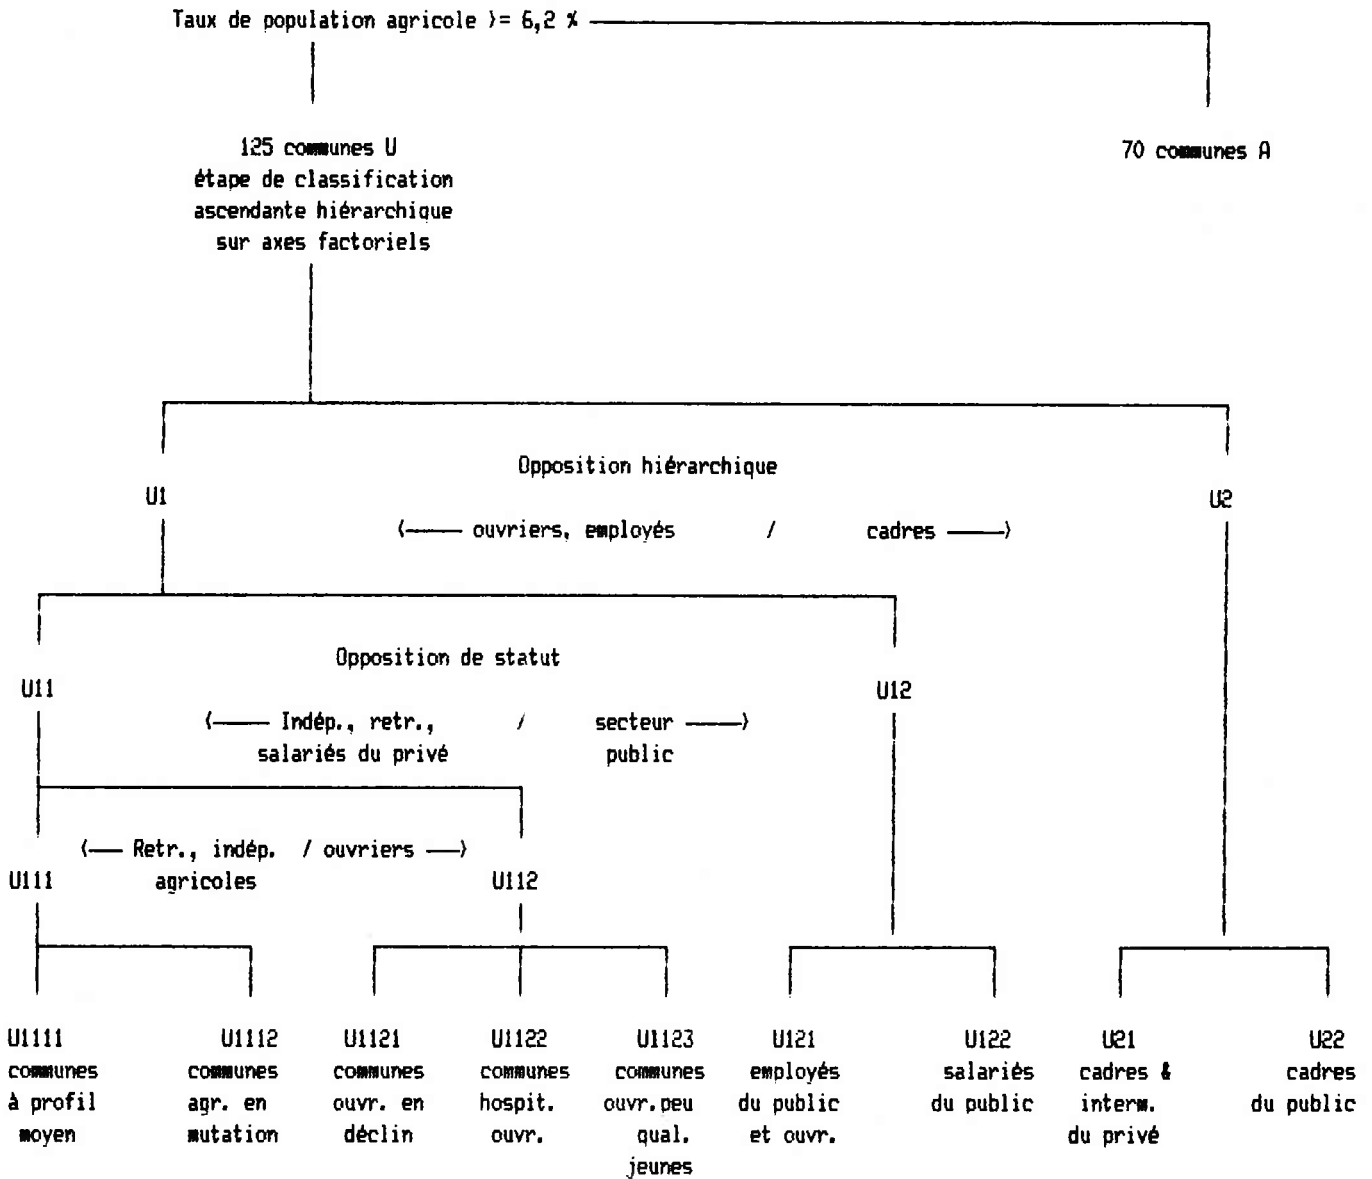 Taux de population agricole >= 6,2 %
125 communes U
étape de classification
ascendante hiérarchique
sur axes factoriels
70 communes A
Opposition hiérarchique
U1
U2
<—— ouvriers, employés / cadres ——>
Opposition de statut
U11
U12
<—— Indép., retr., / secteur ——>
salariés du privé public
<—— Retr., indép. / ouvriers ——>
U111 agricoles U112
U1111 U1112 U1121 U1122 U1123 U121 U122 U21 U22
communes communes communes communes communes employés salariés cadres & cadres
à profil agr. en ouvr. en hospit. ouvr.peu du public du public interm. du public
moyen mutation déclin ouvr. qual. et ouvr. du privé
jeunes